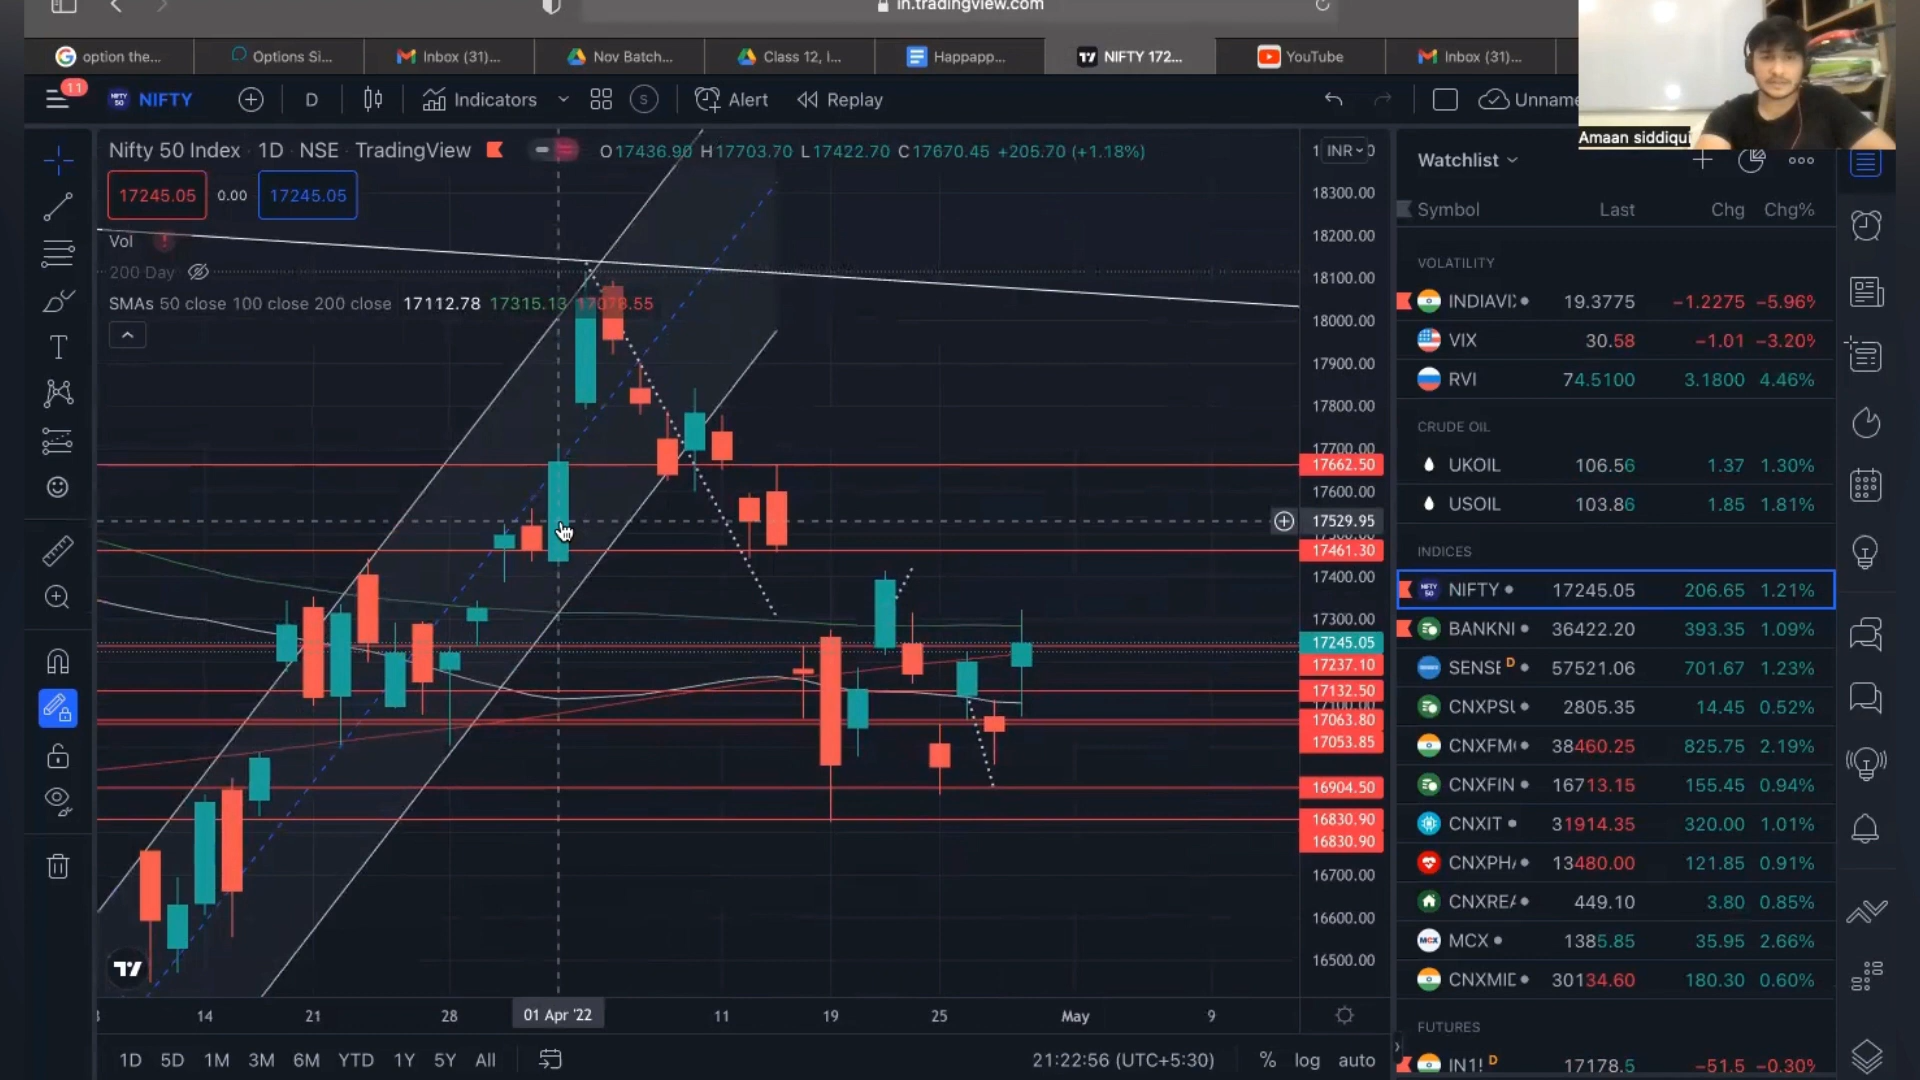 in.tradingview.com
option the...
Options Si...
Inbox (31)...
Nov Batch...
Class 12, I...
Happapp...
NIFTY 172...
YouTube
Inbox (31)...
11
NIFTY
D
Indicators
S
Alert
Replay
Unname
Amaan siddiqui
Nifty 50 Index · 1D · NSE · TradingView
O17436.90 H17703.70 L17422.70 C17670.45 +205.70 (+1.18%)
17245.05 0.00 17245.05
Vol
200 Day
SMAs 50 close 100 close 200 close 17112.78 17315.13 17078.55
INR
18300.00
18200.00
18100.00
18000.00
17900.00
17800.00
17700.00
17662.50
17600.00
17529.95
17461.30
17400.00
17300.00
17245.05
17237.10
17132.50
17063.80
17053.85
16904.50
16830.90
16830.90
16700.00
16600.00
16500.00
14 21 28 01 Apr '22 11 19 25 May 9
1D 5D 1M 3M 6M YTD 1Y 5Y All
21:22:56 (UTC+5:30) % log auto
Watchlist
Symbol Last Chg Chg%
VOLATILITY
INDIAVI 19.3775 −1.2275 −5.96%
VIX 30.58 −1.01 −3.20%
RVI 74.5100 3.1800 4.46%
CRUDE OIL
UKOIL 106.56 1.37 1.30%
USOIL 103.86 1.85 1.81%
INDICES
NIFTY 17245.05 206.65 1.21%
BANKNI 36422.20 393.35 1.09%
SENSE D 57521.06 701.67 1.23%
CNXPSU 2805.35 14.45 0.52%
CNXFM 38460.25 825.75 2.19%
CNXFIN 16713.15 155.45 0.94%
CNXIT 31914.35 320.00 1.01%
CNXPH 13480.00 121.85 0.91%
CNXREA 449.10 3.80 0.85%
MCX 1385.85 35.95 2.66%
CNXMID 30134.60 180.30 0.60%
FUTURES
IN1! D 17178.5 −51.5 −0.30%